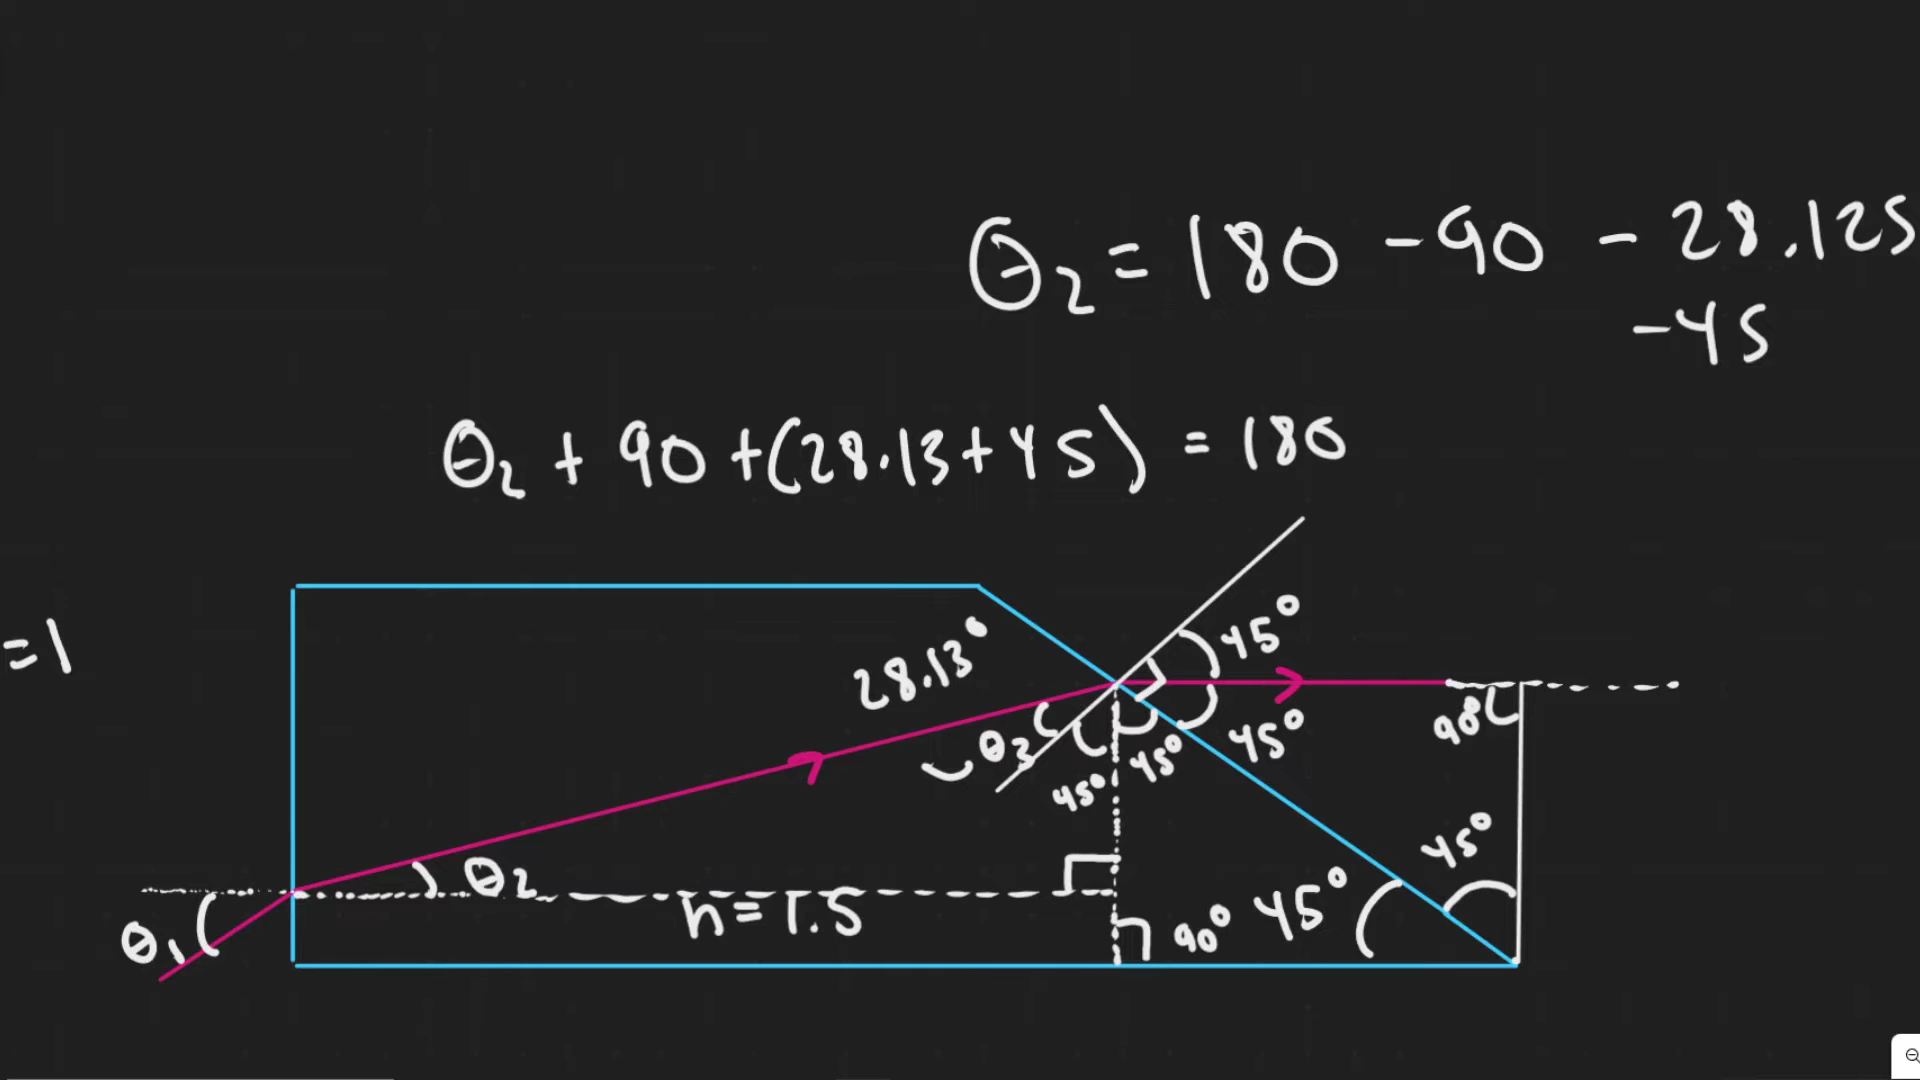 θ₂ = 180 - 90 - 28.125
- 45
θ₂ + 90 + (28.13 + 45) = 180
= 1
28.13°
45°
45°
θ₃
45°
45°
90°
45°
θ₂
n = 1.5
θ₁
90°
45°